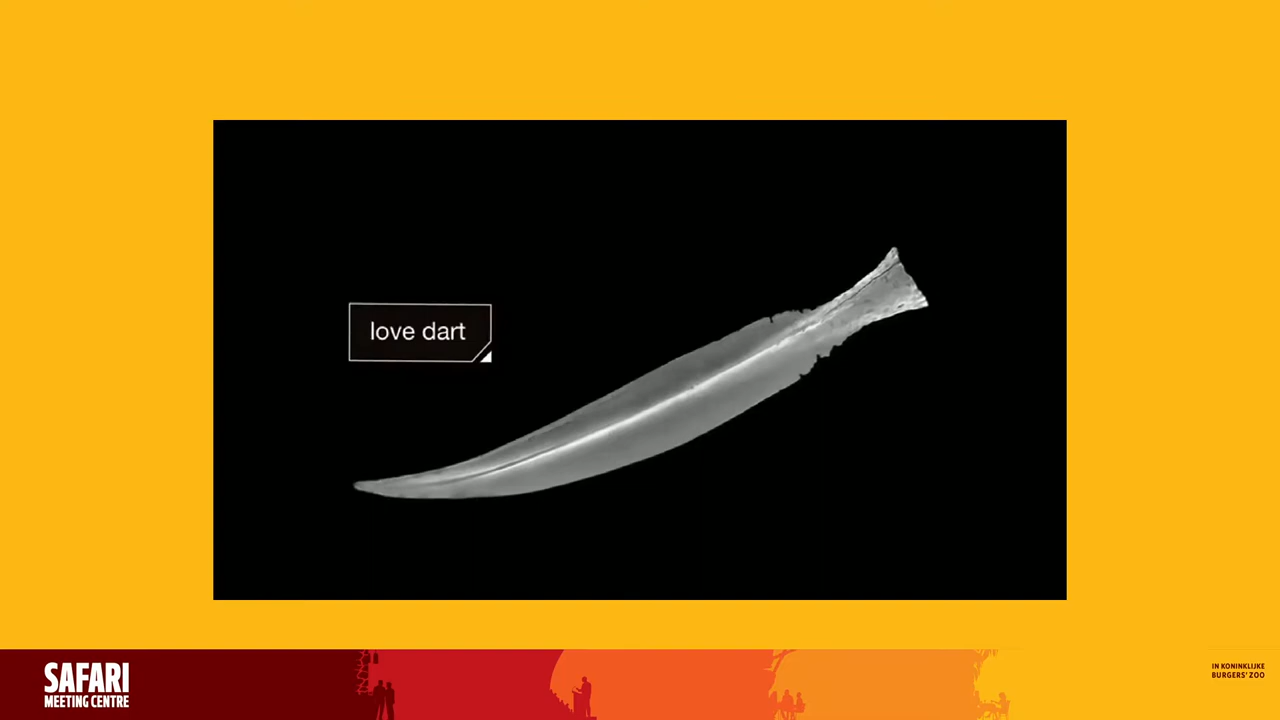 love dart
SAFARI
MEETING CENTRE
IN KONINKLIJKE
BURGERS' ZOO